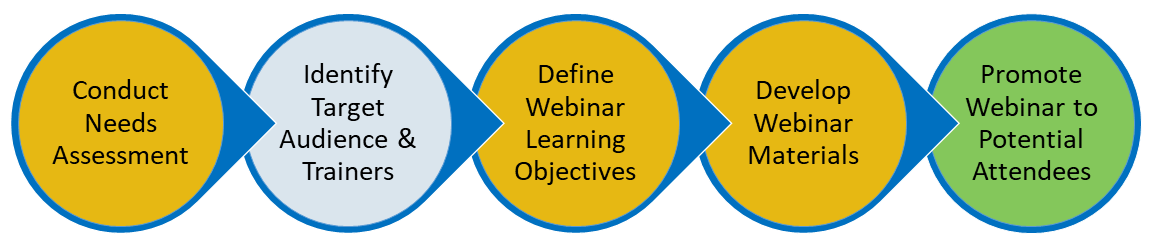 Conduct
Needs
Assessment
Identify
Target
Audience &
Trainers
Define
Webinar
Learning
Objectives
Develop
Webinar
Materials
Promote
Webinar to
Potential
Attendees